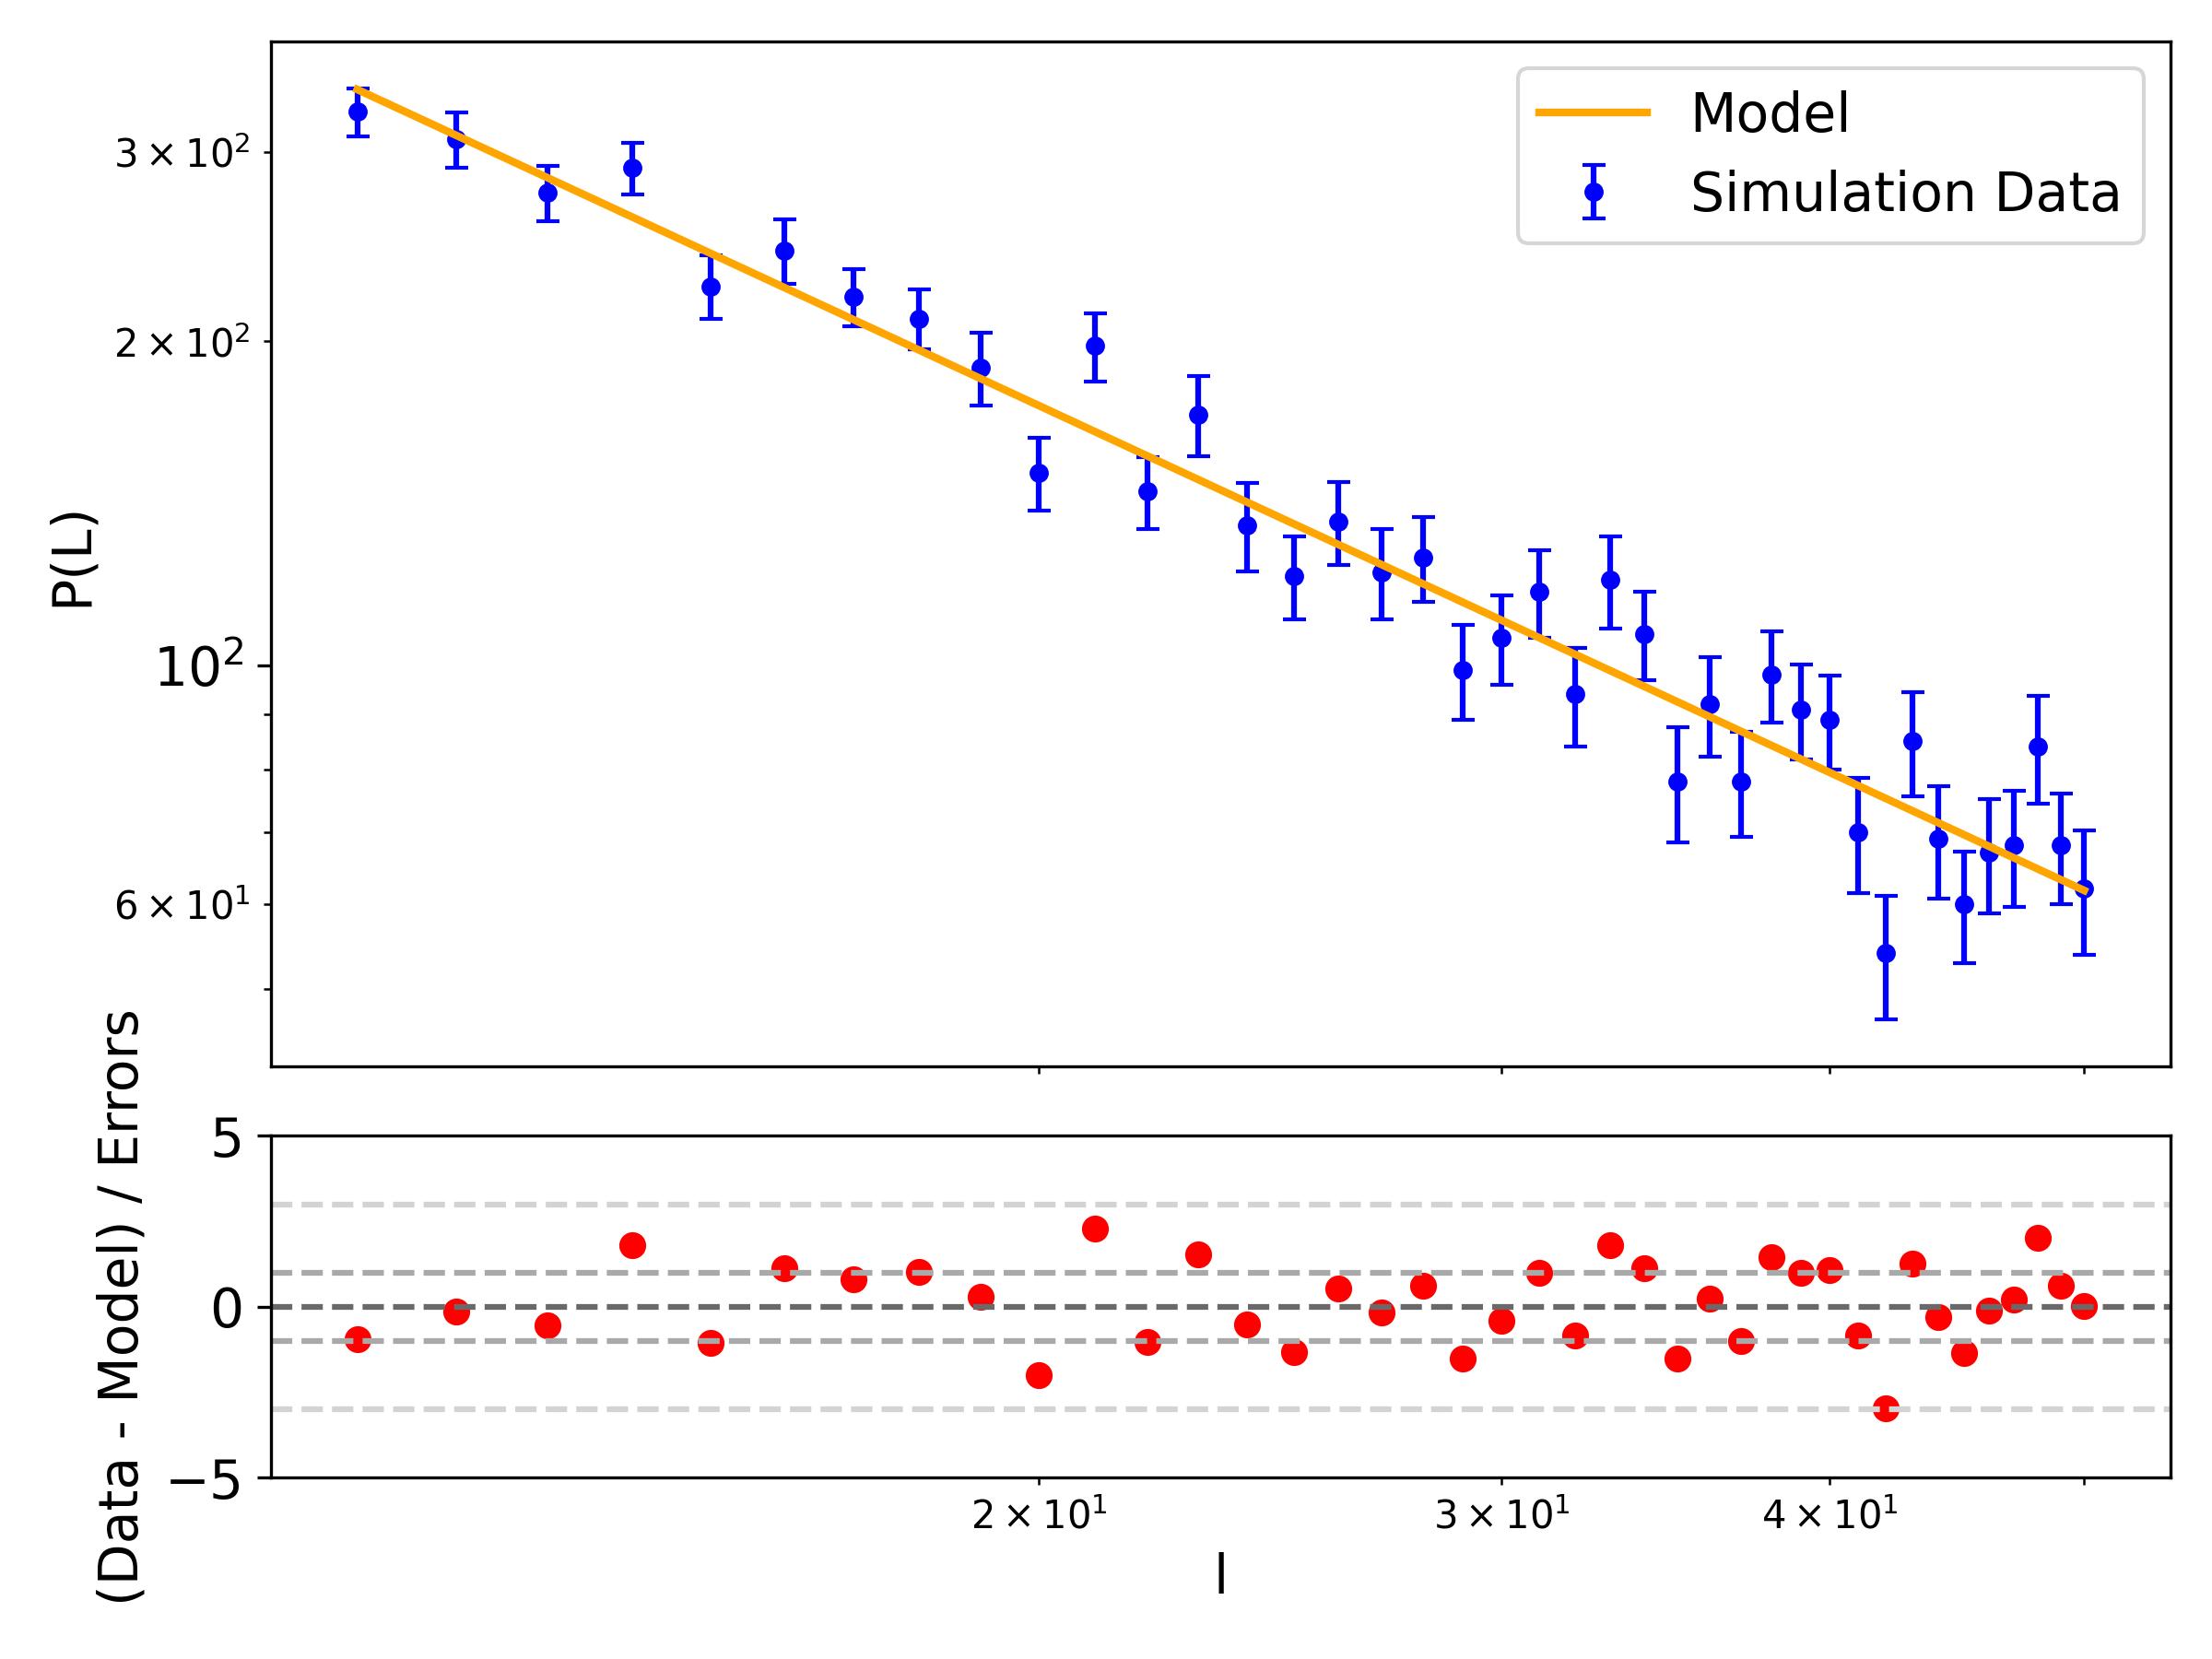 Model
Simulation Data
P(L)
3 × 10²
2 × 10²
10²
6 × 10¹
(Data - Model) / Errors
5
0
−5
2 × 10¹
3 × 10¹
4 × 10¹
l